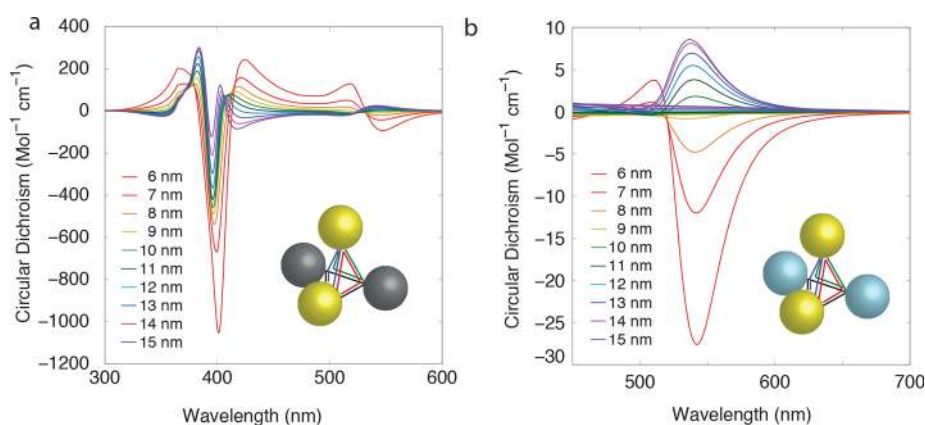 a
400
200
0
−200
−400
−600
−800
−1000
−1200
300
400
500
600
Circular Dichroism (Mol−1 cm−1)
Wavelength (nm)
6 nm
7 nm
8 nm
9 nm
10 nm
11 nm
12 nm
13 nm
14 nm
15 nm
b
10
5
0
−5
−10
−15
−20
−25
−30
500
600
700
Circular Dichroism (Mol−1 cm−1)
Wavelength (nm)
6 nm
7 nm
8 nm
9 nm
10 nm
11 nm
12 nm
13 nm
14 nm
15 nm